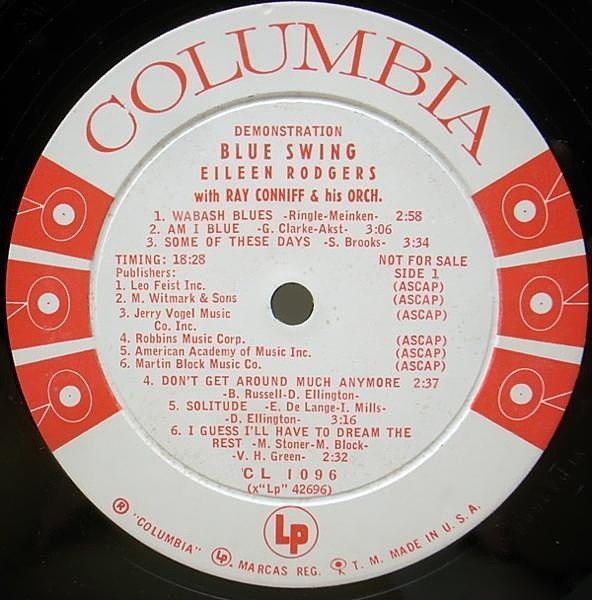 COLUMBIA
DEMONSTRATION
BLUE SWING
EILEEN RODGERS
with RAY CONNIFF & his ORCH.
1. WABASH BLUES -Ringle-Meinken- 2:58
2. AM I BLUE -G. Clarke-Akst- 3:06
3. SOME OF THESE DAYS -S. Brooks- 3:34
TIMING: 18:28 NOT FOR SALE
Publishers: SIDE 1
1. Leo Feist Inc. (ASCAP)
2. M. Witmark & Sons (ASCAP)
3. Jerry Vogel Music (ASCAP)
Co. Inc.
4. Robbins Music Corp. (ASCAP)
5. American Academy of Music Inc. (ASCAP)
6. Martin Block Music Co. (ASCAP)
4. DON'T GET AROUND MUCH ANYMORE 2:37
-B. Russell-D. Ellington-
5. SOLITUDE -E. De Lange-I. Mills-
-D. Ellington- 3:16
6. I GUESS I'LL HAVE TO DREAM THE
REST -M. Stoner-M. Block-
-V. H. Green- 2:32
CL 1096
(x"Lp" 42696)
Lp
® "COLUMBIA" MARCAS REG. T. M. MADE IN U. S. A.